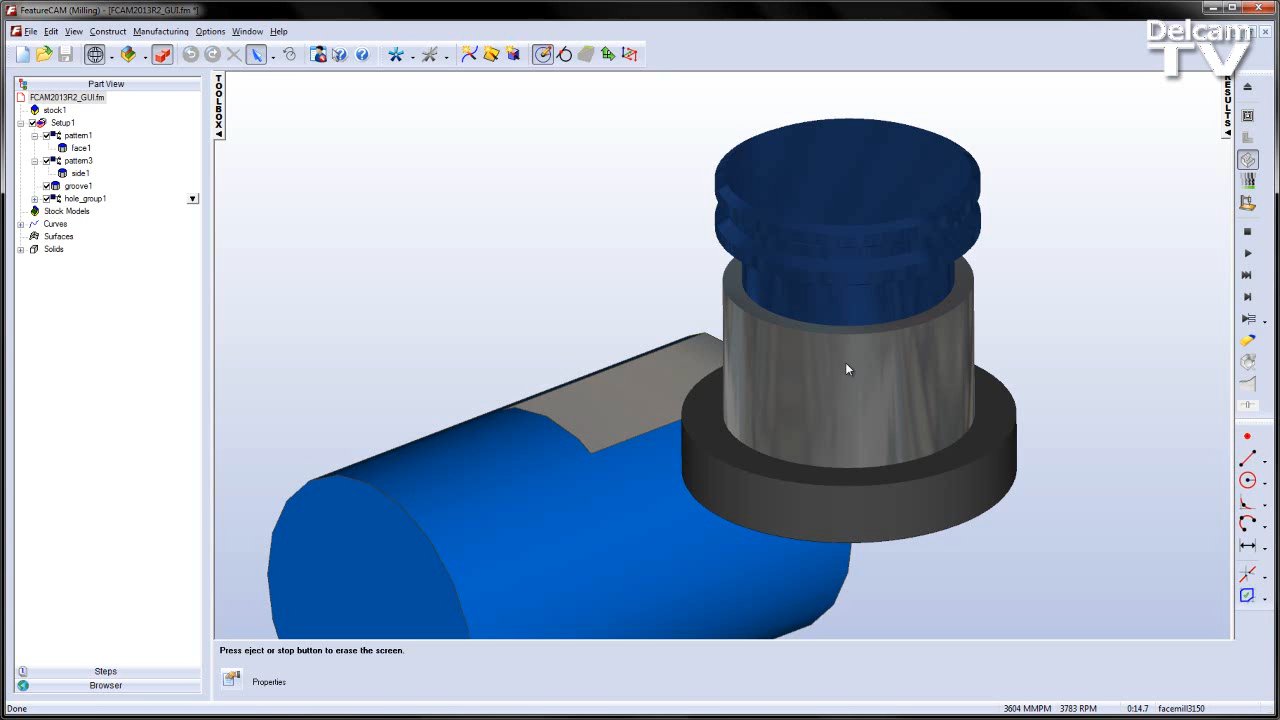 FeatureCAM (Milling) - [FCAM2013R2_GUI.fm *]
File Edit View Construct Manufacturing Options Window Help
Delcam
TV
Part View
FCAM2013R2_GUI.fm
stock1
Setup1
pattern1
face1
pattern3
side1
groove1
hole_group1
Stock Models
Curves
Surfaces
Solids
TOOLBOX
RESULTS
Steps
Browser
Press eject or stop button to erase the screen.
Properties
Done
3604 MMPM 3783 RPM 0:14.7 facemill3150